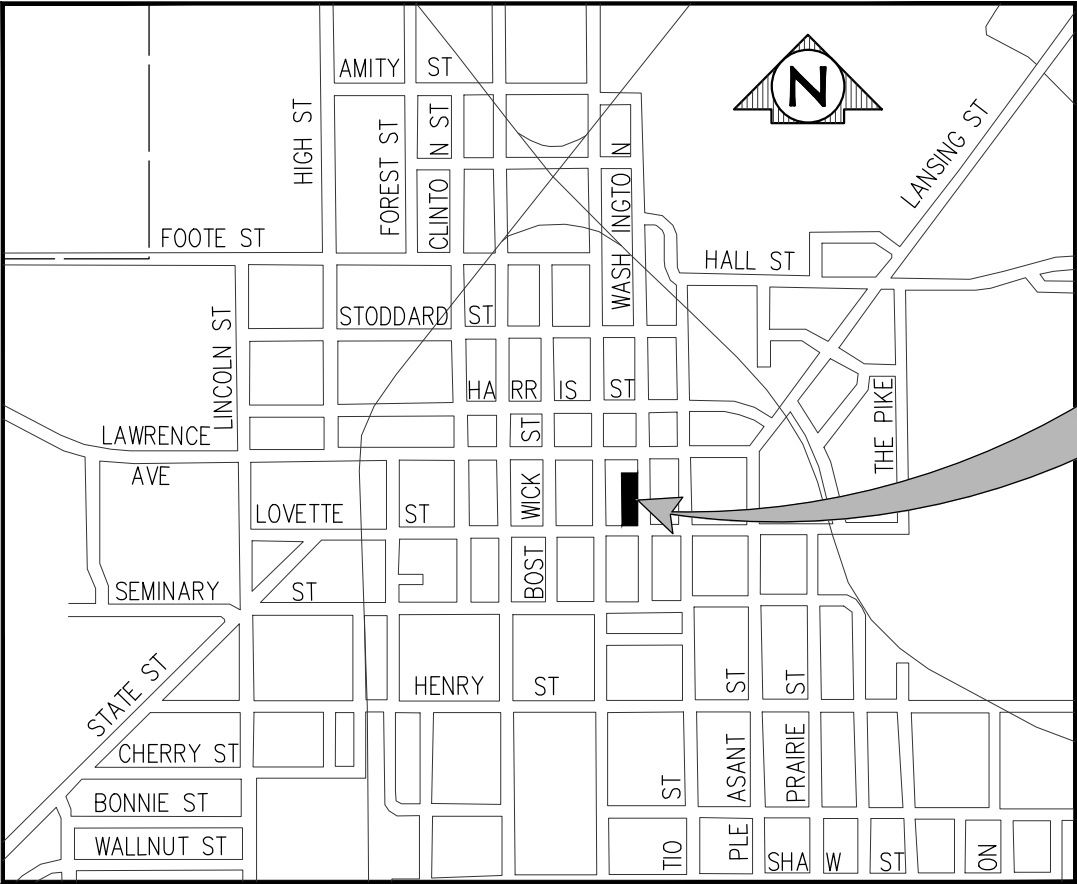 N
AMITY ST
HIGH ST
FOREST ST
CLINTO N ST
WASH INGTO N
LANSING ST
FOOTE ST
HALL ST
LINCOLN ST
STODDARD ST
HA RR IS ST
THE PIKE
LAWRENCE
AVE
BOST WICK ST
LOVETTE ST
SEMINARY ST
STATE ST
HENRY ST
CHERRY ST
BONNIE ST
WALLNUT ST
TIO ST
PLE ASANT ST
PRAIRIE ST
SHA W ST
ON